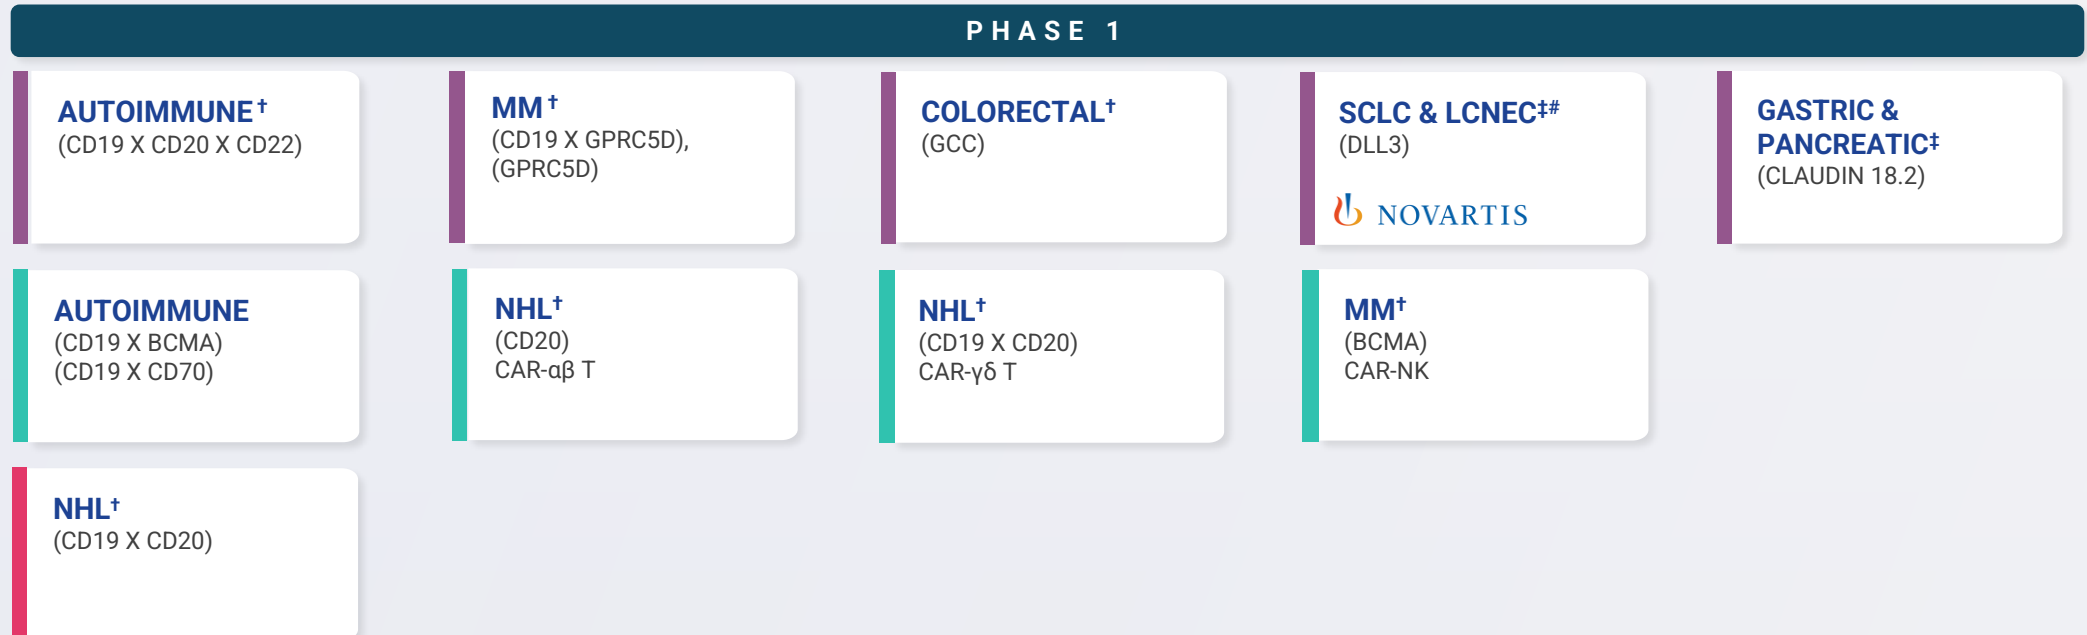 PHASE 1
AUTOIMMUNE†
(CD19 X CD20 X CD22)
MM†
(CD19 X GPRC5D),
(GPRC5D)
COLORECTAL†
(GCC)
SCLC & LCNEC‡#
(DLL3)
NOVARTIS
GASTRIC &
PANCREATIC‡
(CLAUDIN 18.2)
AUTOIMMUNE
(CD19 X BCMA)
(CD19 X CD70)
NHL†
(CD20)
CAR-αβ T
NHL†
(CD19 X CD20)
CAR-γδ T
MM†
(BCMA)
CAR-NK
NHL†
(CD19 X CD20)